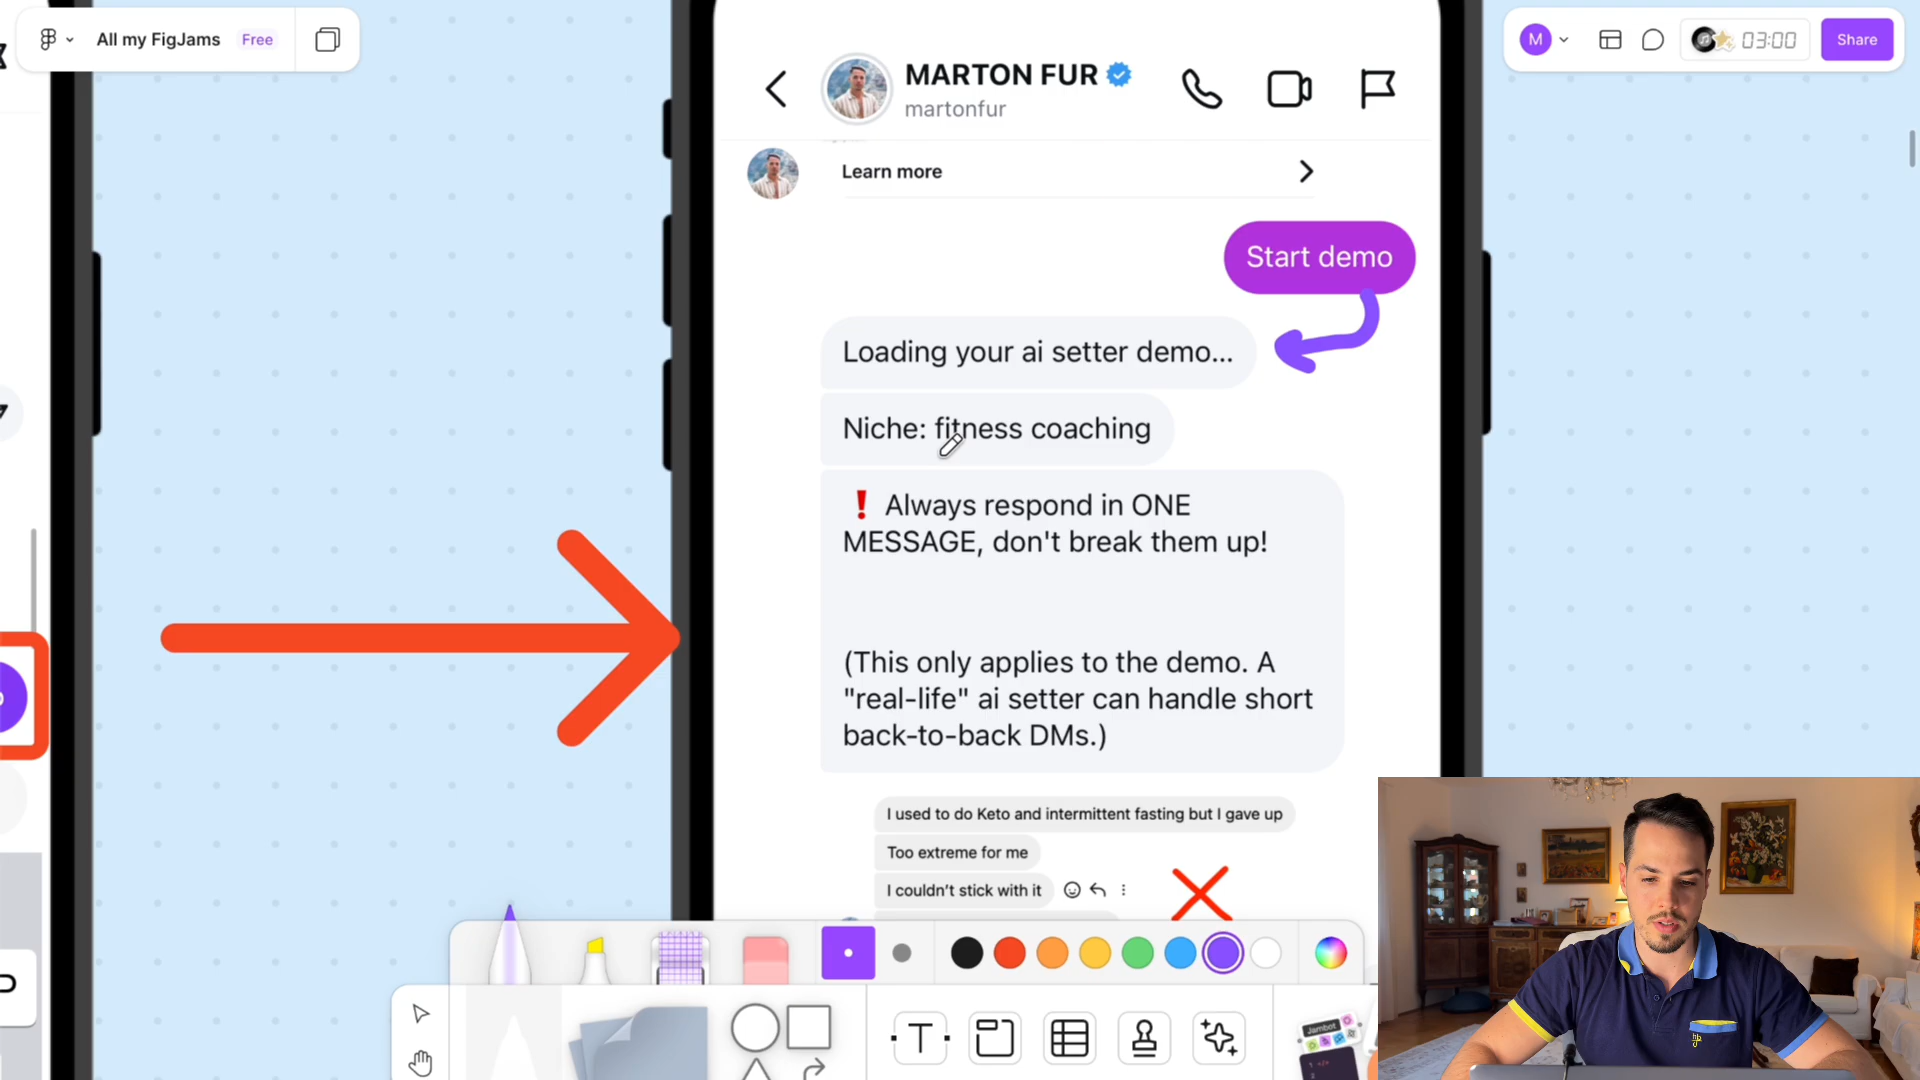 All my FigJams Free
M 03:00 Share
MARTON FUR
martonfur
Learn more
Start demo
Loading your ai setter demo...
Niche: fitness coaching
❗ Always respond in ONE
MESSAGE, don't break them up!
(This only applies to the demo. A
"real-life" ai setter can handle short
back-to-back DMs.)
I used to do Keto and intermittent fasting but I gave up
Too extreme for me
I couldn't stick with it
T
Jambot